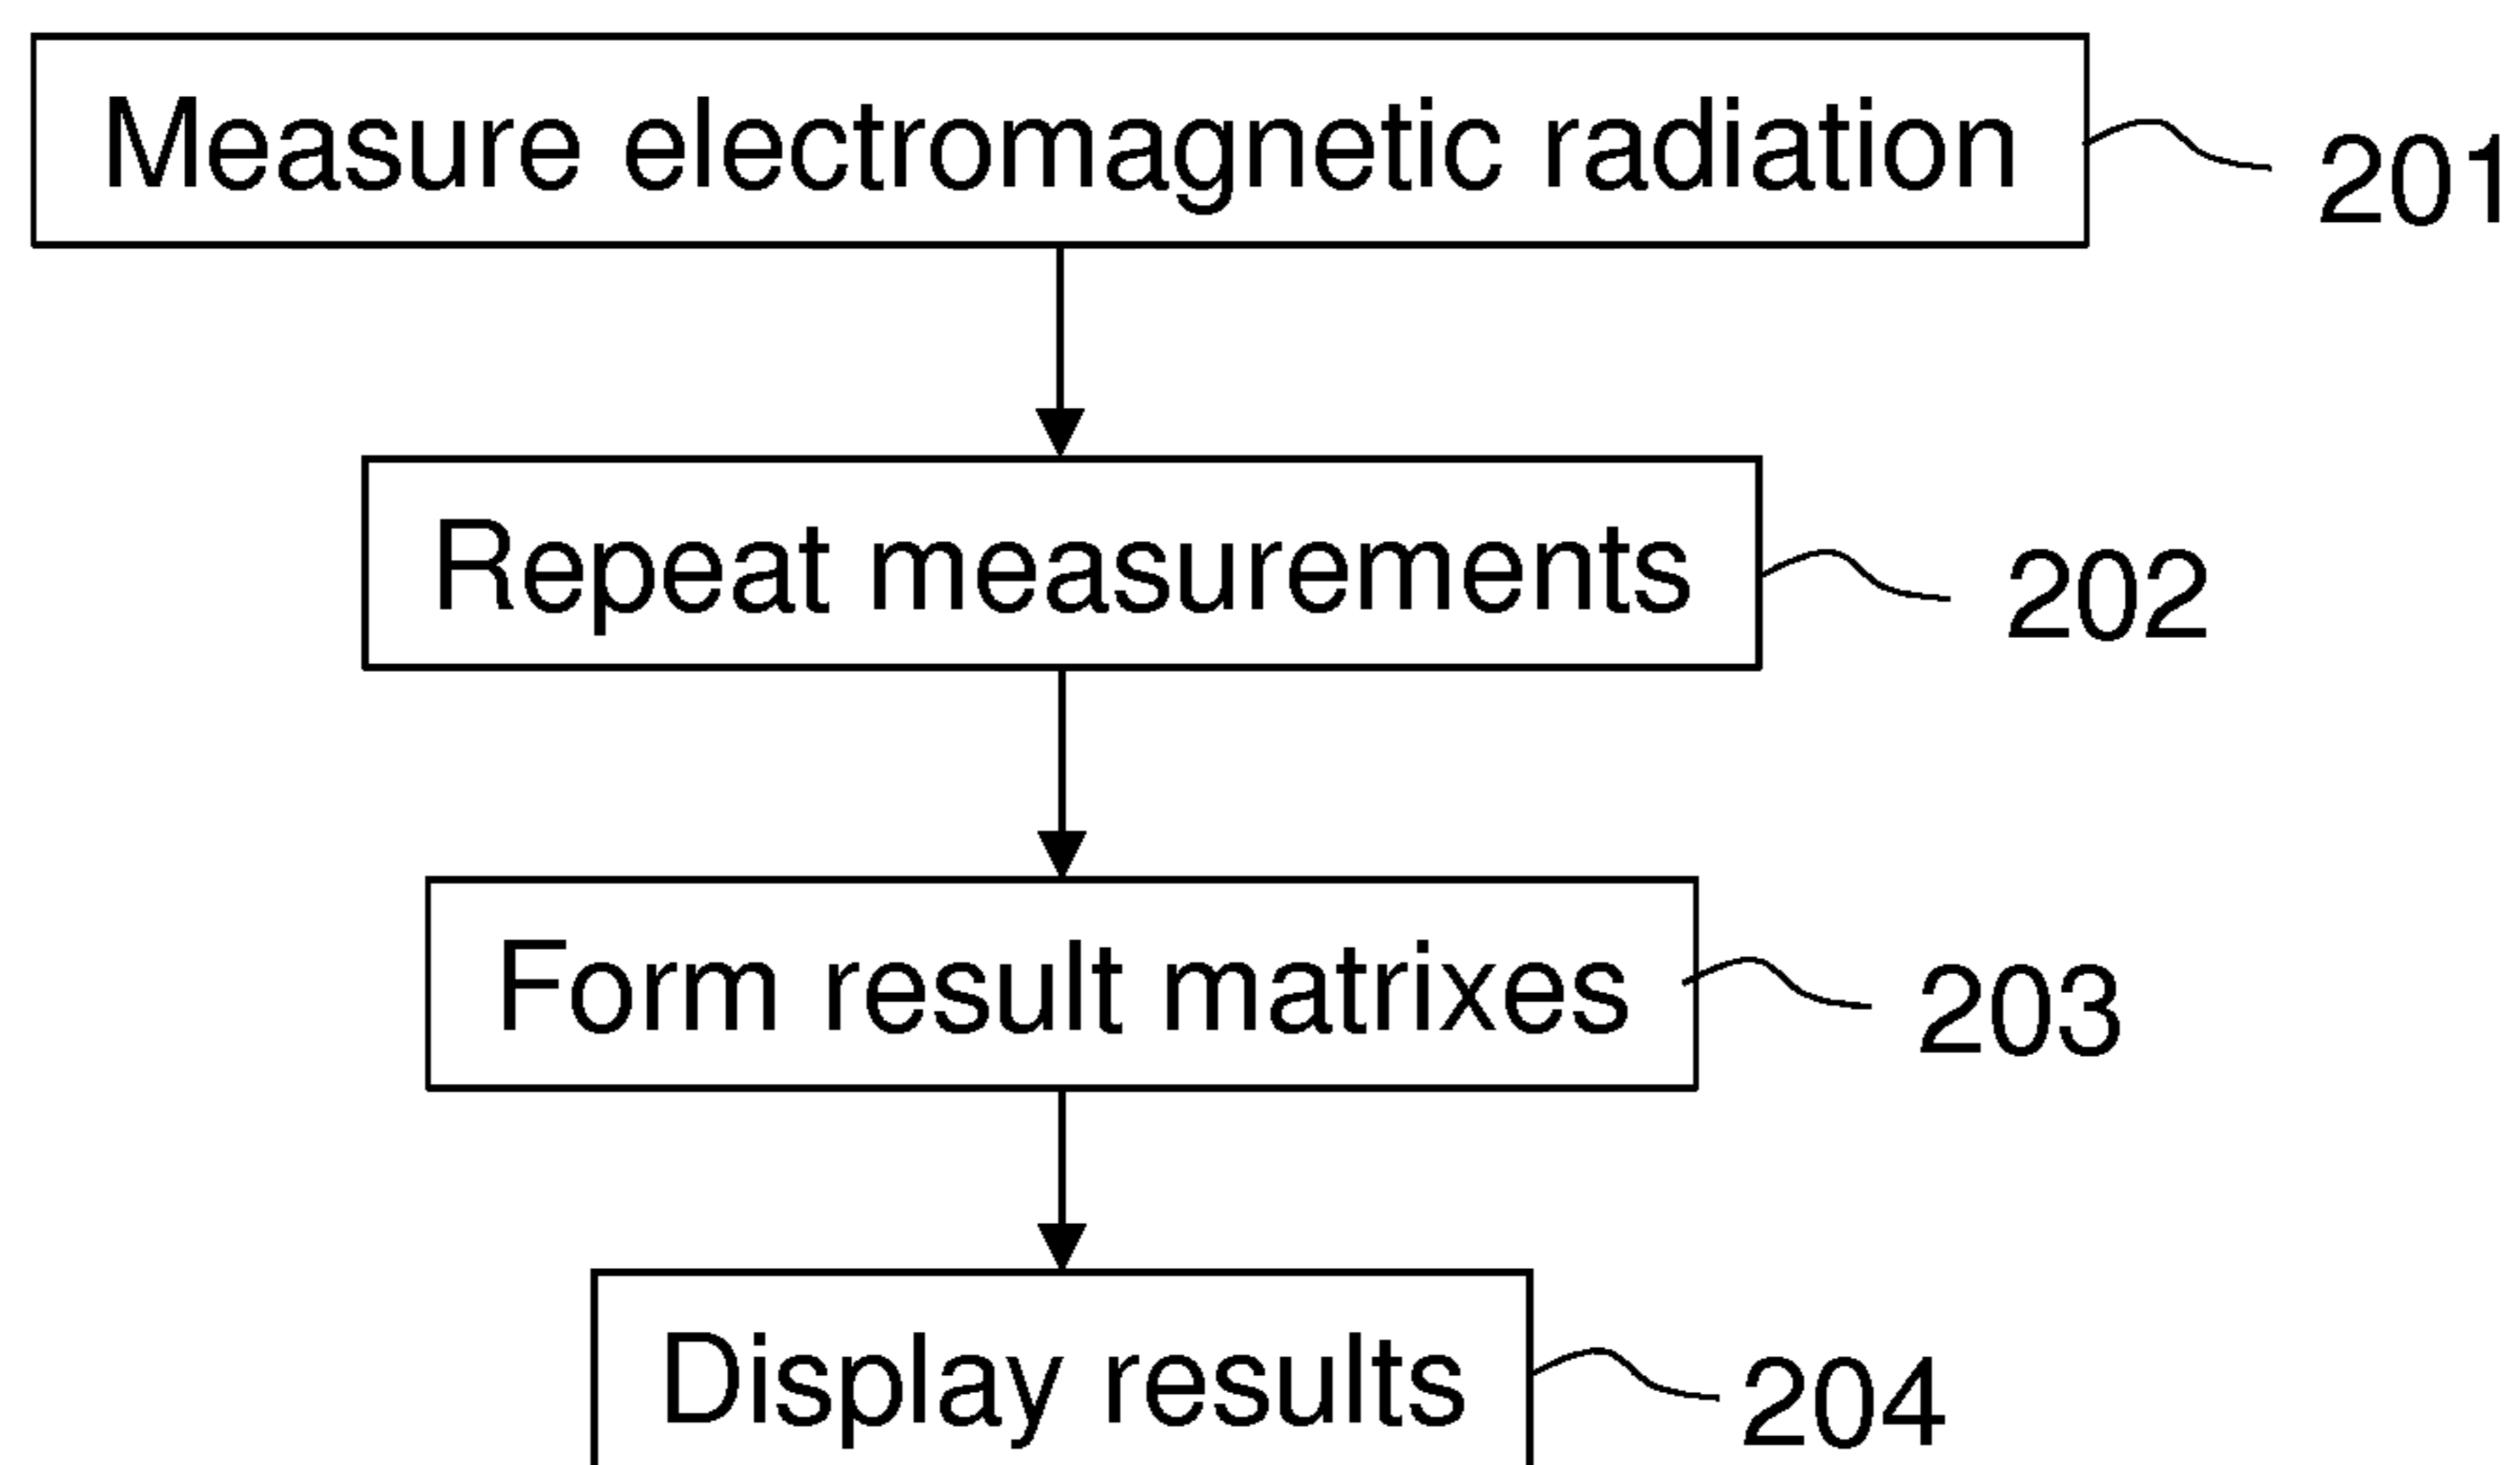 Measure electromagnetic radiation
201
Repeat measurements
202
Form result matrixes
203
Display results
204